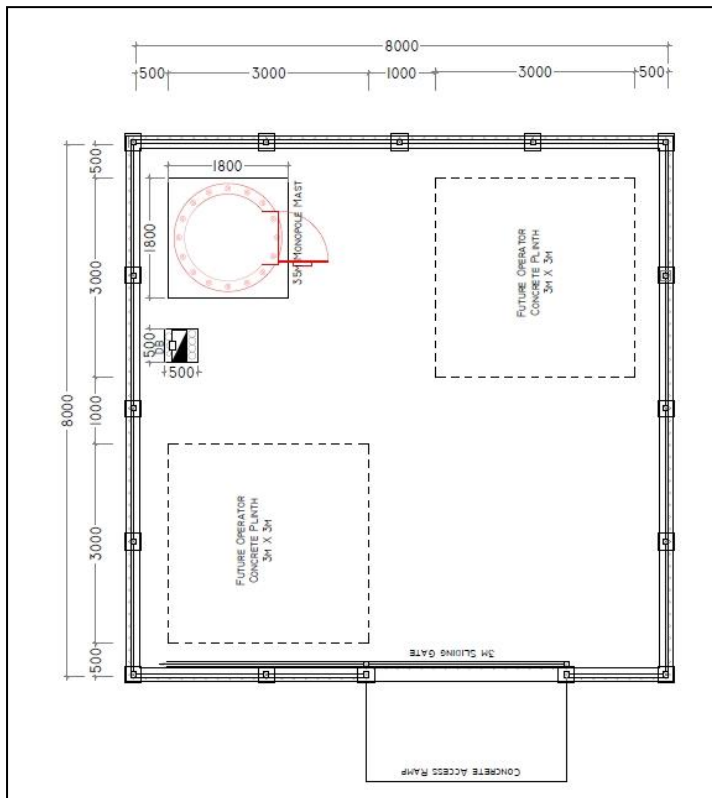 8000
500
3000
1000
3000
500
8000
500
3000
1000
3000
500
1800
1800
35M MONOPOLE MAST
FUTURE OPERATOR
CONCRETE PLINTH
3M X 3M
500
DB
500
FUTURE OPERATOR
CONCRETE PLINTH
3M X 3M
3M SLIDING GATE
CONCRETE ACCESS RAMP